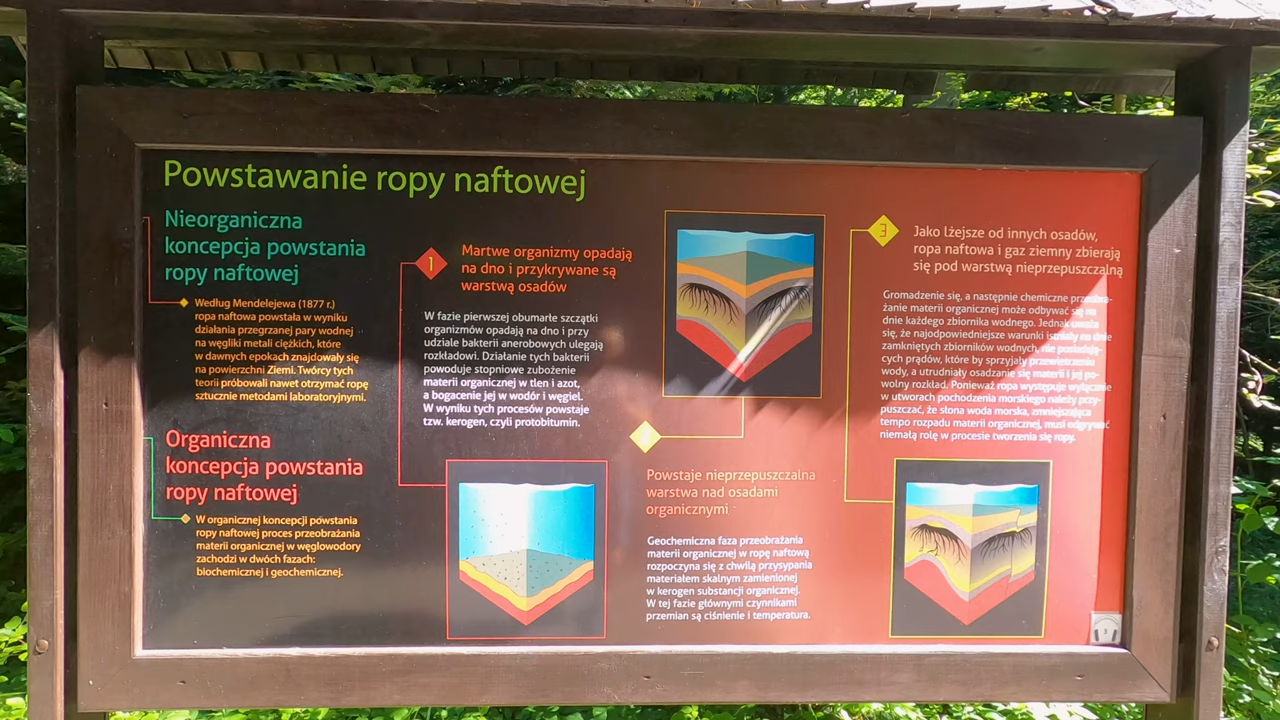 Powstawanie ropy naftowej
Nieorganiczna
koncepcja powstania
ropy naftowej
Według Mendelejewa (1877 r.)
ropa naftowa powstała w wyniku
działania przegrzanej pary wodnej
na węgliki metali ciężkich, które
w dawnych epokach znajdowały się
na powierzchni Ziemi. Twórcy tych
teorii próbowali nawet otrzymać ropę
sztucznie metodami laboratoryjnymi.
Organiczna
koncepcja powstania
ropy naftowej
W organicznej koncepcji powstania
ropy naftowej proces przeobrażania
materii organicznej w węglowodory
zachodzi w dwóch fazach:
biochemicznej i geochemicznej.
1
Martwe organizmy opadają
na dno i przykrywane są
warstwą osadów
W fazie pierwszej obumarłe szczątki
organizmów opadają na dno i przy
udziale bakterii anerobowych ulegają
rozkładowi. Działanie tych bakterii
powoduje stopniowe zubożenie
materii organicznej w tlen i azot,
a bogacenie jej w wodór i węgiel.
W wyniku tych procesów powstaje
tzw. kerogen, czyli protobitumin.
Powstaje nieprzepuszczalna
warstwa nad osadami
organicznymi
Geochemiczna faza przeobrażania
materii organicznej w ropę naftową
rozpoczyna się z chwilą przysypania
materiałem skalnym zamienionej
w kerogen substancji organicznej.
W tej fazie głównymi czynnikami
przemian są ciśnienie i temperatura.
3
Jako lżejsze od innych osadów,
ropa naftowa i gaz ziemny zbierają
się pod warstwą nieprzepuszczalną
Gromadzenie się, a następnie chemiczne przeobra-
żanie materii organicznej może odbywać się na
dnie każdego zbiornika wodnego. Jednak uważa
się, że najodpowiedniejsze warunki istniały na dnie
zamkniętych zbiorników wodnych, nie posiadają-
cych prądów, które by sprzyjały przewietrzeniu
wody, a utrudniały osadzanie się materii i jej po-
wolny rozkład. Ponieważ ropa występuje wyłącznie
w utworach pochodzenia morskiego należy przy-
puszczać, że słona woda morska, zmniejszająca
tempo rozpadu materii organicznej, musi odgrywać
niemałą rolę w procesie tworzenia się ropy.